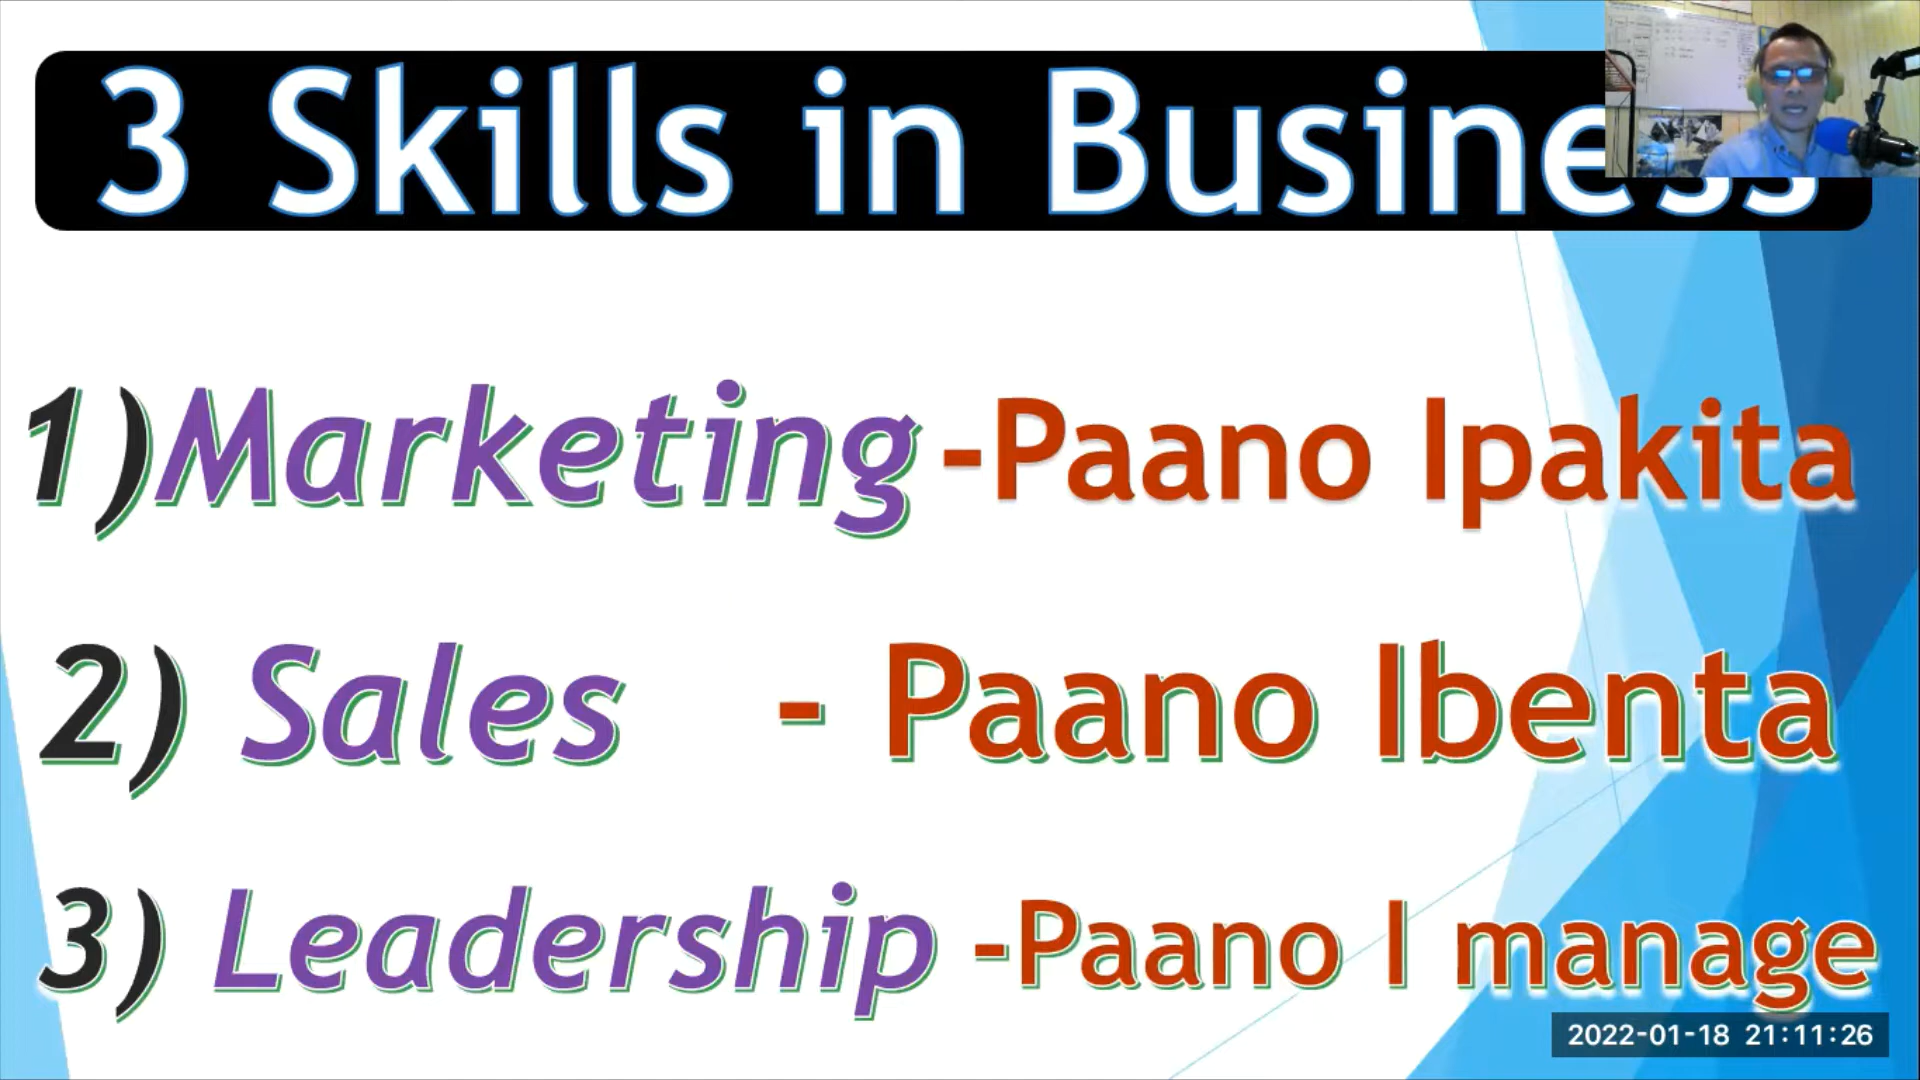 3 Skills in Business
1)Marketing -Paano Ipakita
2) Sales - Paano Ibenta
3) Leadership -Paano I manage
2022-01-18 21:11:26